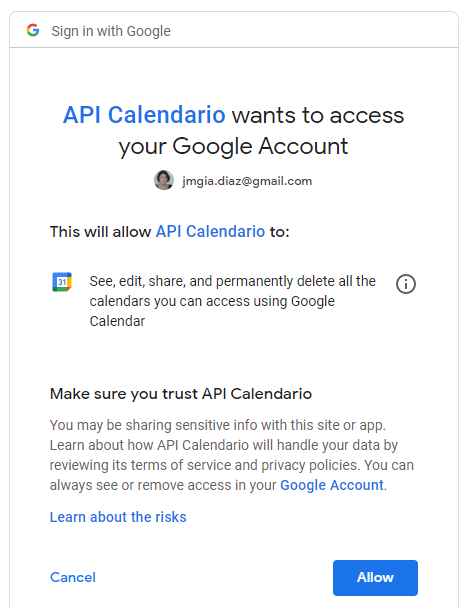 Sign in with Google
API Calendario wants to access
your Google Account
jmgia.diaz@gmail.com
This will allow API Calendario to:
31
See, edit, share, and permanently delete all the
calendars you can access using Google
Calendar
Make sure you trust API Calendario
You may be sharing sensitive info with this site or app.
Learn about how API Calendario will handle your data by
reviewing its terms of service and privacy policies. You can
always see or remove access in your Google Account.
Learn about the risks
Cancel
Allow